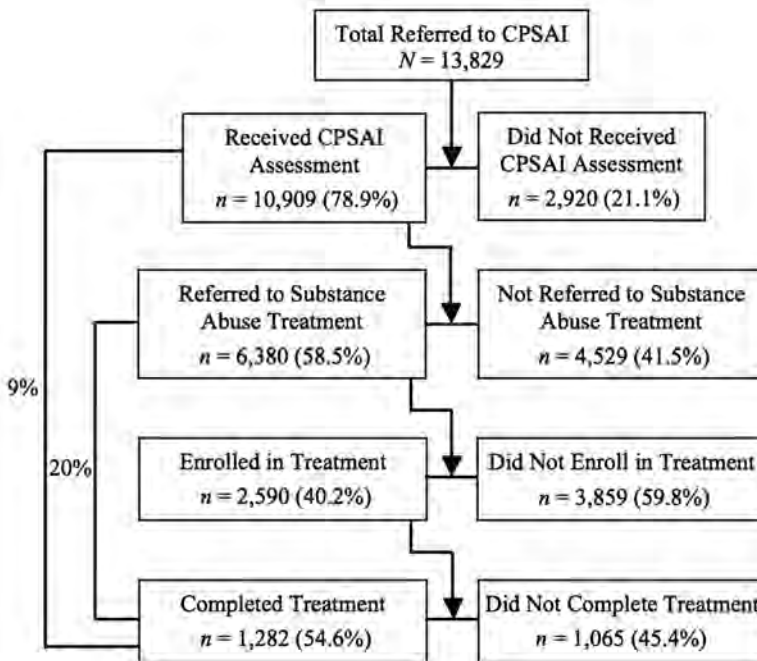 Total Referred to CPSAI
N = 13,829
Received CPSAI
Assessment
n = 10,909 (78.9%)
Did Not Received
CPSAI Assessment
n = 2,920 (21.1%)
Referred to Substance
Abuse Treatment
n = 6,380 (58.5%)
Not Referred to Substance
Abuse Treatment
n = 4,529 (41.5%)
9%
20%
Enrolled in Treatment
n = 2,590 (40.2%)
Did Not Enroll in Treatment
n = 3,859 (59.8%)
Completed Treatment
n = 1,282 (54.6%)
Did Not Complete Treatment
n = 1,065 (45.4%)